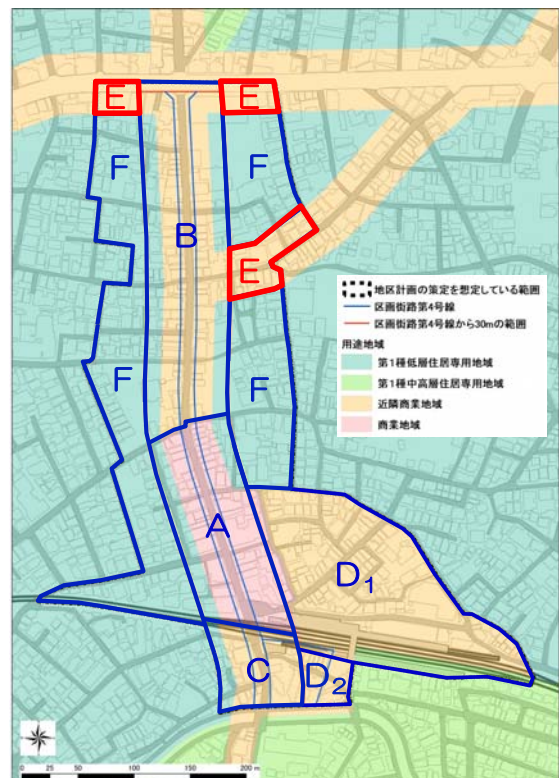 E
E
F
F
B
E
地区計画の策定を想定している範囲
区画街路第4号線
区画街路第4号線から30mの範囲
用途地域
第1種低層住居専用地域
第1種中高層住居専用地域
近隣商業地域
商業地域
F
F
A
D₁
C
D₂
0 25 50 100 150 200 m